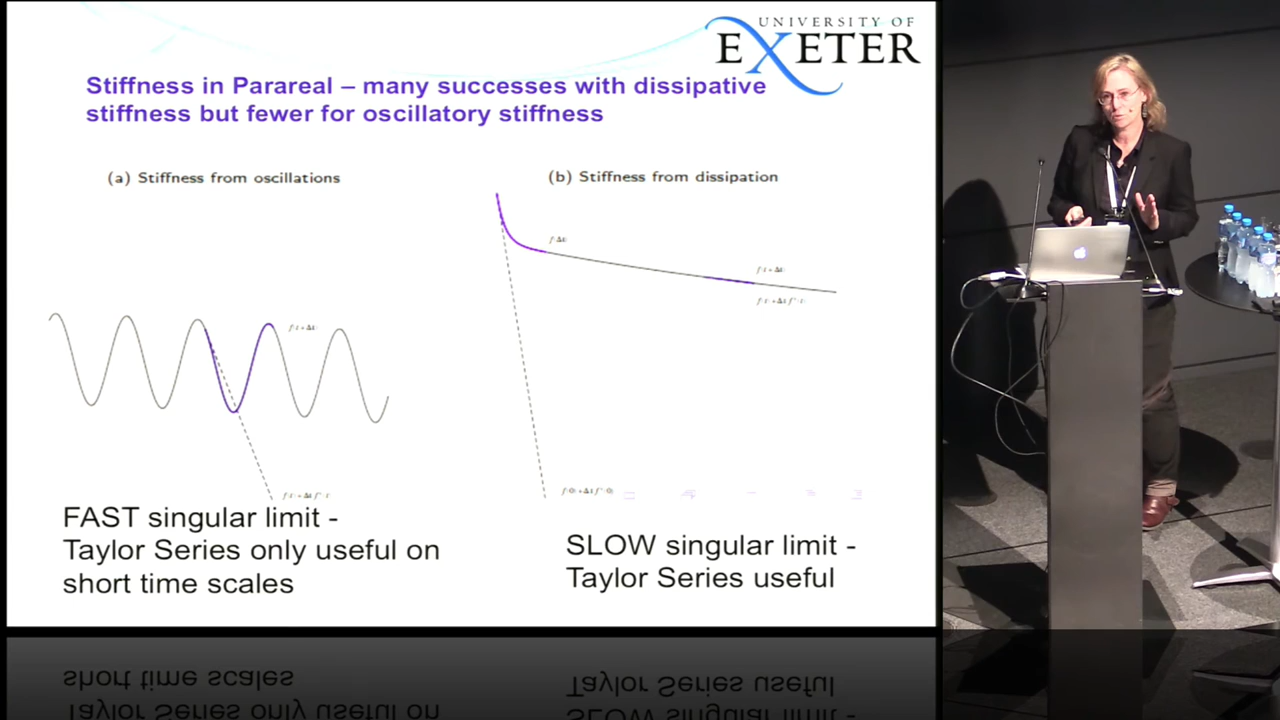 UNIVERSITY OF
EXETER
Stiffness in Parareal – many successes with dissipative
stiffness but fewer for oscillatory stiffness
(a) Stiffness from oscillations
(b) Stiffness from dissipation
FAST singular limit -
Taylor Series only useful on
short time scales
SLOW singular limit -
Taylor Series useful